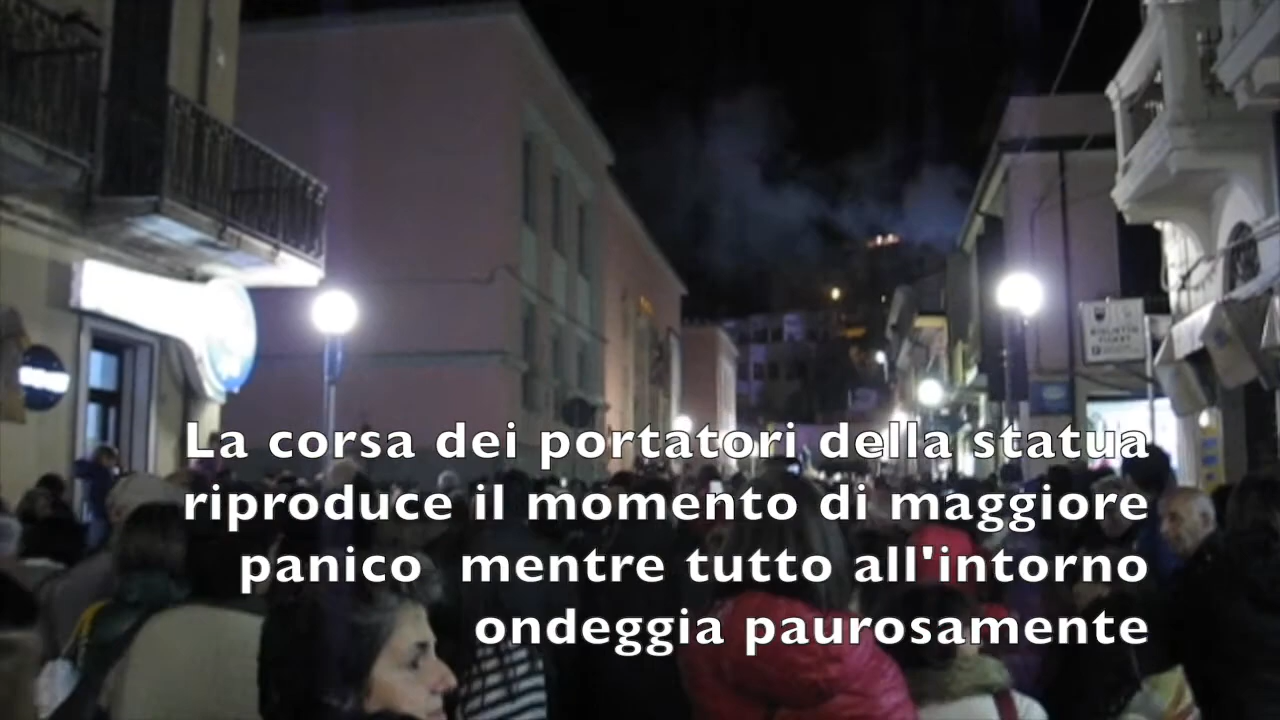 La corsa dei portatori della statua
riproduce il momento di maggiore
panico  mentre tutto all'intorno
ondeggia paurosamente